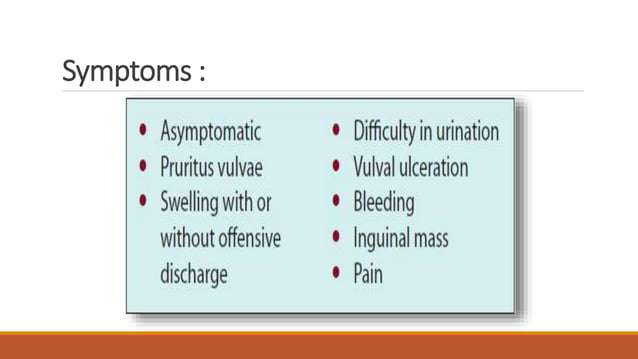 Symptoms :
• Asymptomatic
• Pruritus vulvae
• Swelling with or
without offensive
discharge
• Difficulty in urination
• Vulval ulceration
• Bleeding
• Inguinal mass
• Pain